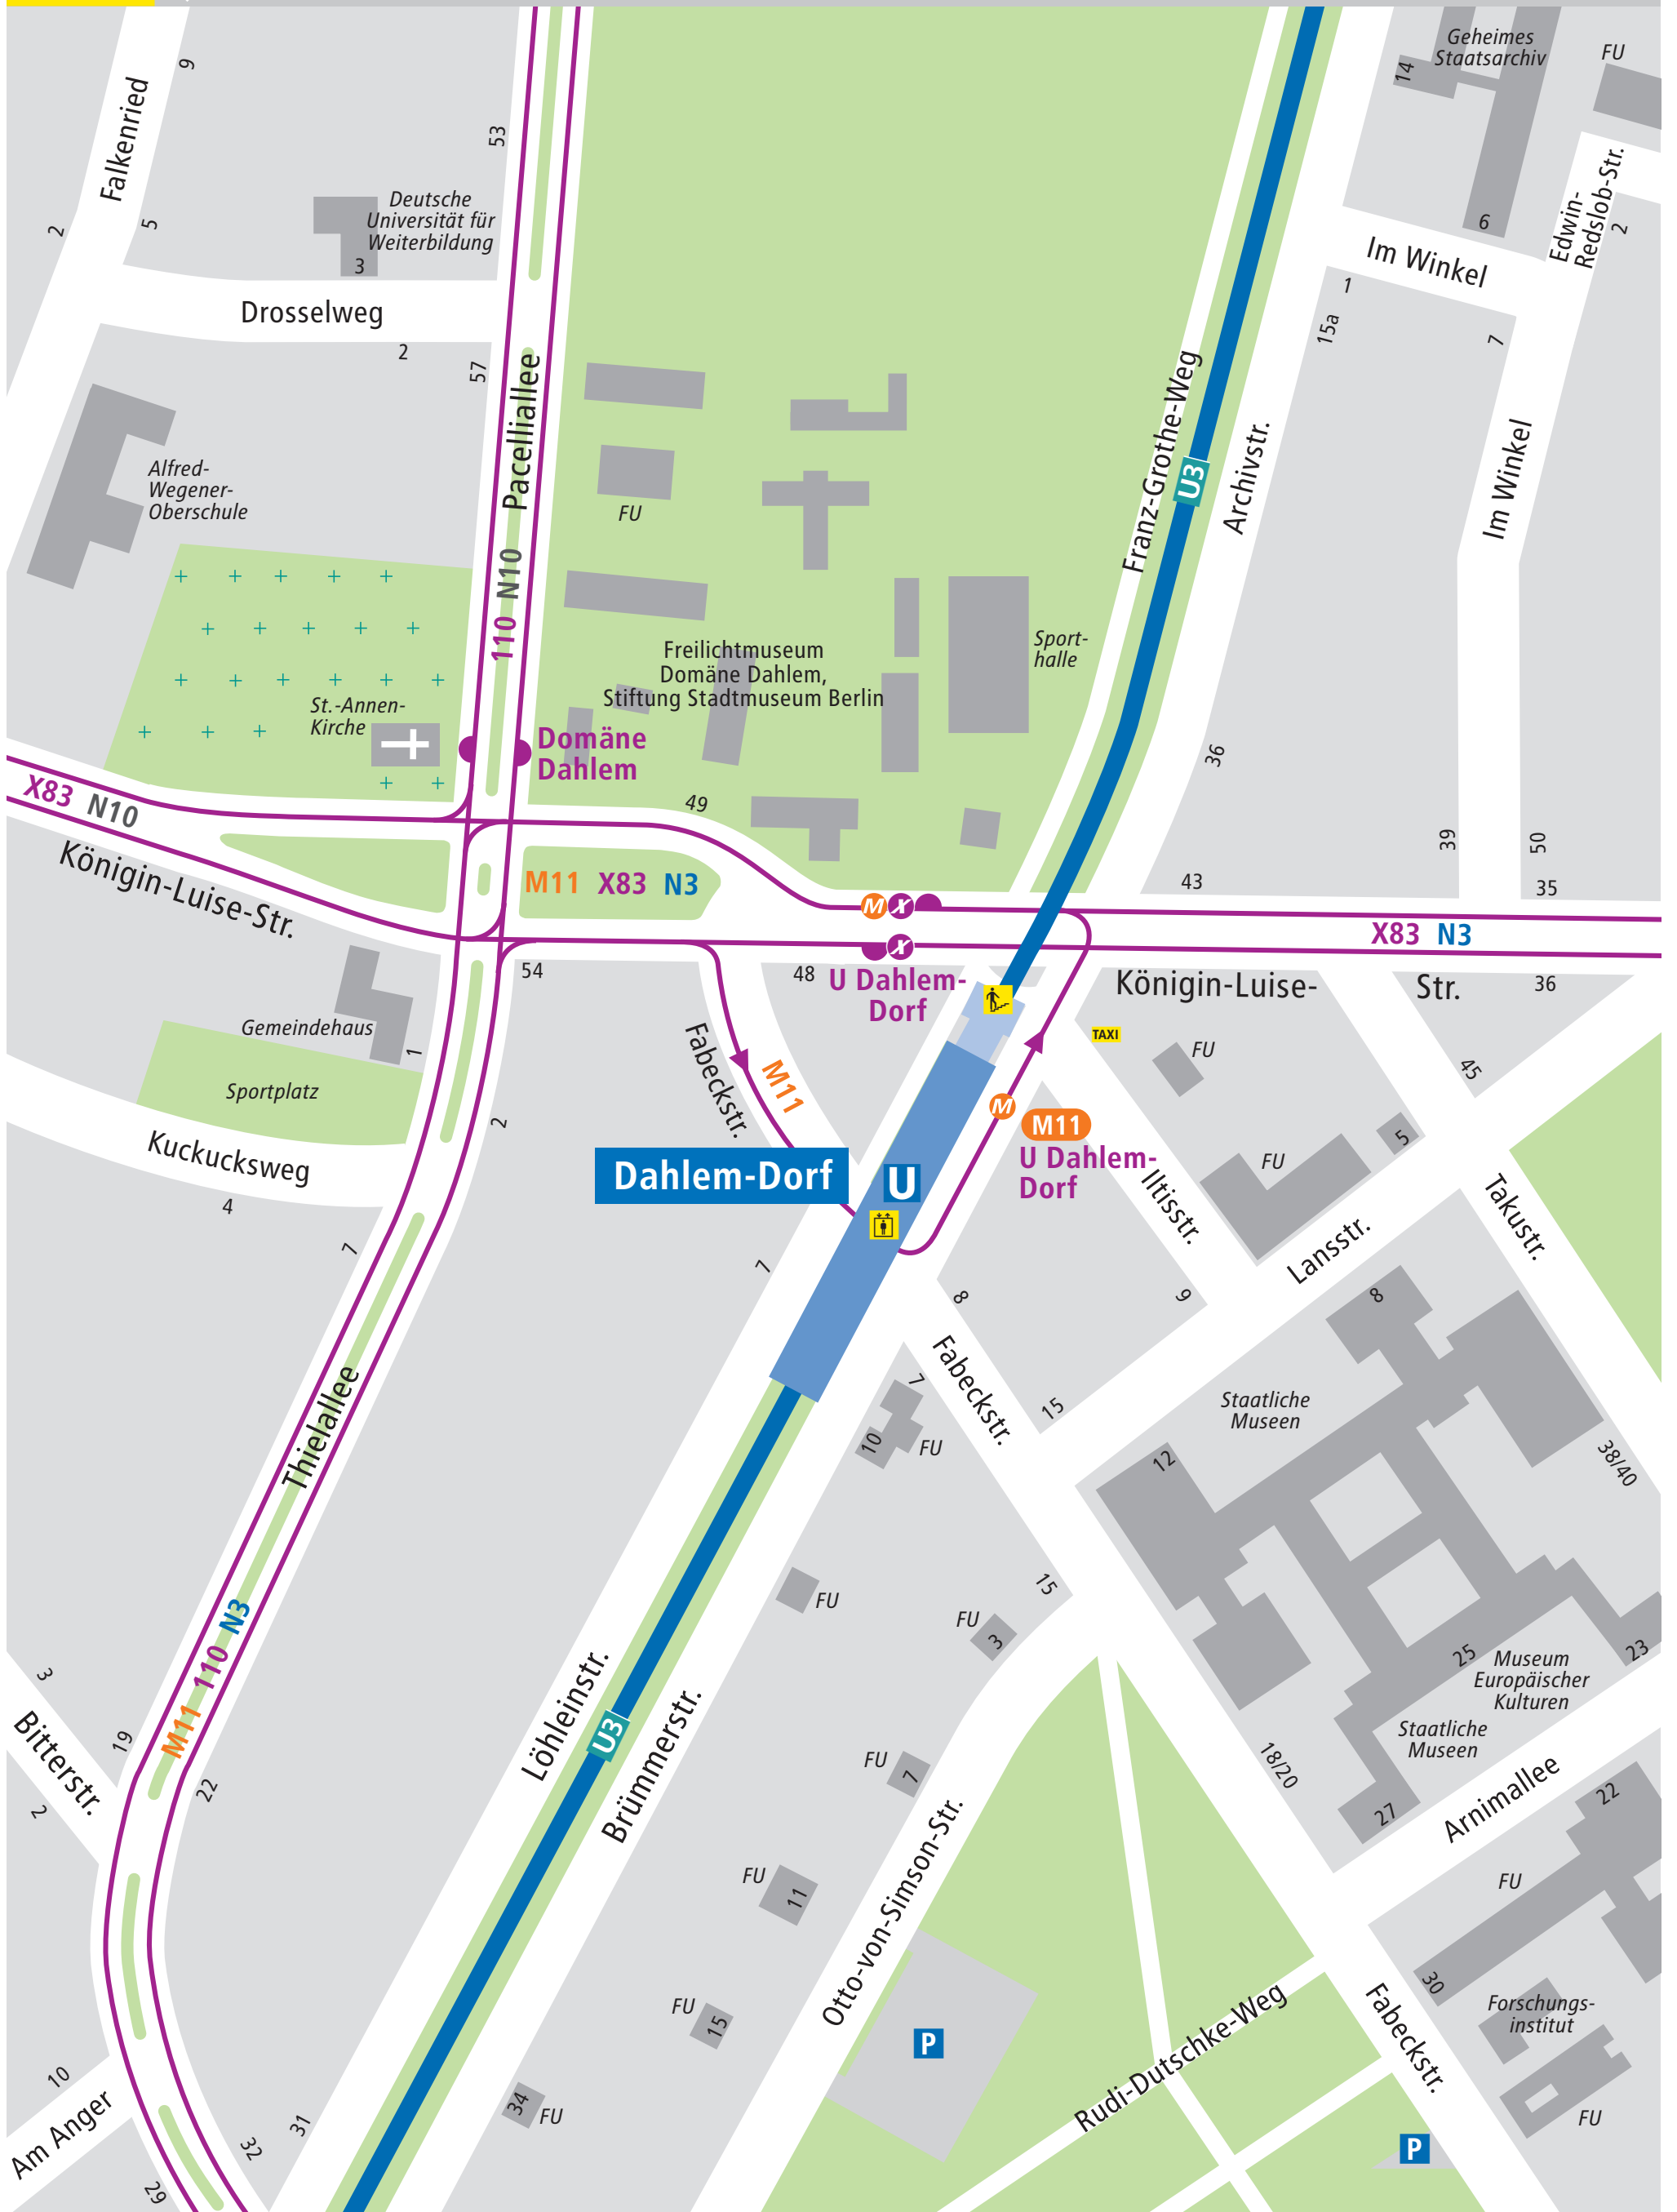 Geheimes
Staatsarchiv
FU
14
9
Falkenried
53
Deutsche
Universität für
Weiterbildung
3
2
5
Edwin-
Redslob-Str.
2
6
Im Winkel
1
15a
7
Drosselweg
2
57
Pacelliallee
Franz-Grothe-Weg
U3
Archivstr.
Im Winkel
Alfred-
Wegener-
Oberschule
FU
110 N10
Freilichtmuseum
Domäne Dahlem,
Stiftung Stadtmuseum Berlin
Sport-
halle
St.-Annen-
Kirche
Domäne
Dahlem
36
X83 N10
49
39
50
Königin-Luise-Str.
M11 X83 N3
43
35
M X
X83 N3
X
54
48
U Dahlem-
Dorf
Königin-Luise-
Str.
36
Gemeindehaus
1
Sportplatz
Fabeckstr.
M11
TAXI
FU
45
M
M11
U Dahlem-
Dorf
2
5
FU
Kuckucksweg
4
Dahlem-Dorf
U
Iltisstr.
Takustr.
Lansstr.
7
7
8
9
8
Fabeckstr.
Thielallee
7
10
FU
15
Staatliche
Museen
12
38/40
FU
15
FU
3
M11 110 N3
3
Bitterstr.
2
19
22
Löhleinstr.
U3
Brümmerstr.
25
23
Museum
Europäischer
Kulturen
Staatliche
Museen
18/20
27
Arnimallee
22
FU
7
FU
11
Otto-von-Simson-Str.
FU
30
Forschungs-
institut
FU
FU
15
P
Rudi-Dutschke-Weg
Fabeckstr.
P
34
FU
10
Am Anger
29
32
31